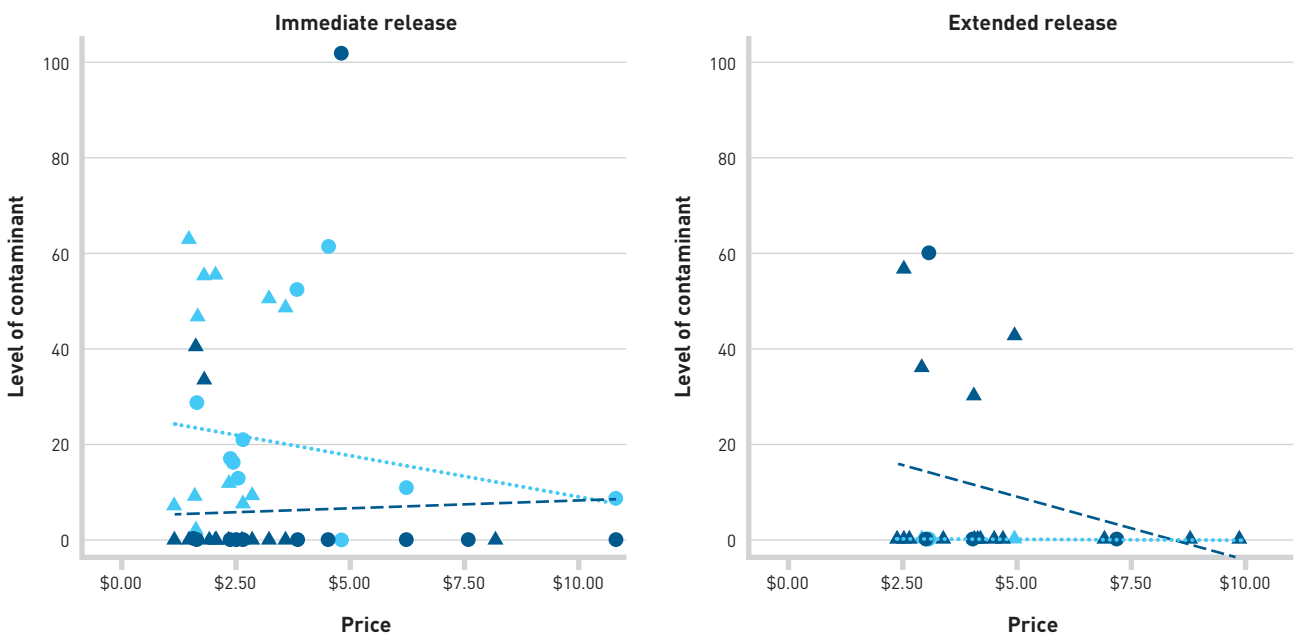 Immediate release
Level of contaminant
100
80
60
40
20
0
$0.00 $2.50 $5.00 $7.50 $10.00
Price
Extended release
Level of contaminant
100
80
60
40
20
0
$0.00 $2.50 $5.00 $7.50 $10.00
Price